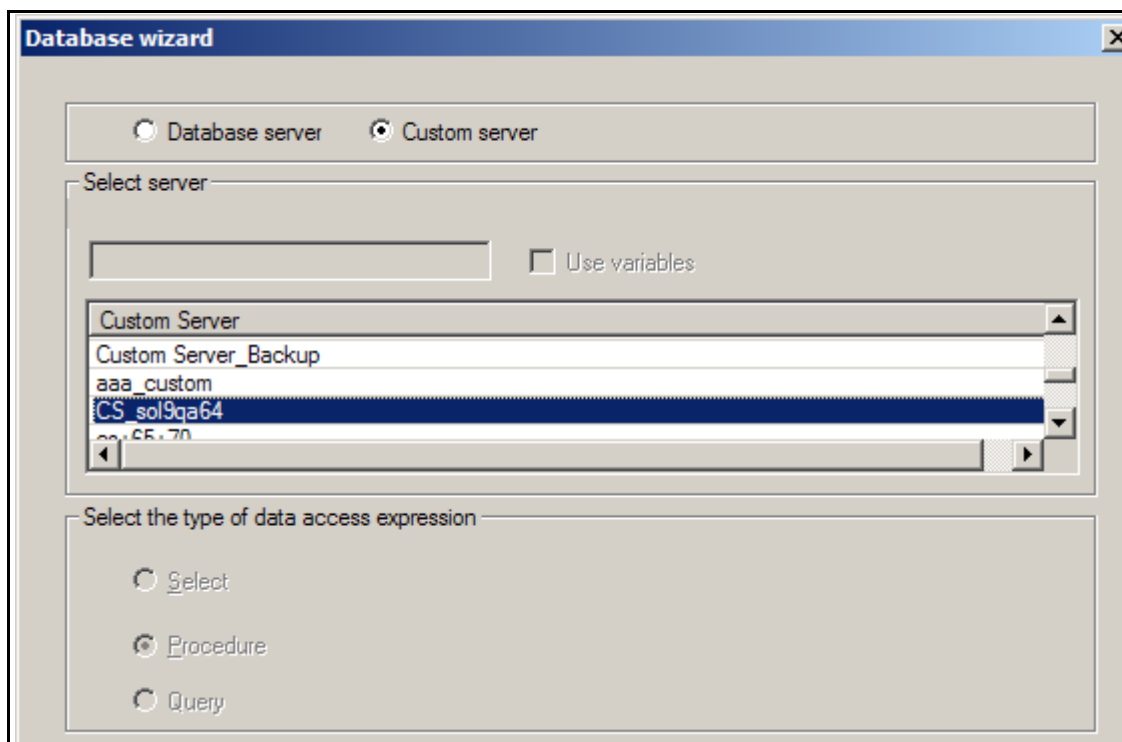 Database wizard
Database server Custom server
Select server
Use variables
Custom Server
Custom Server_Backup
aaa_custom
CS_sol9qa64
Select the type of data access expression
Select
Procedure
Query